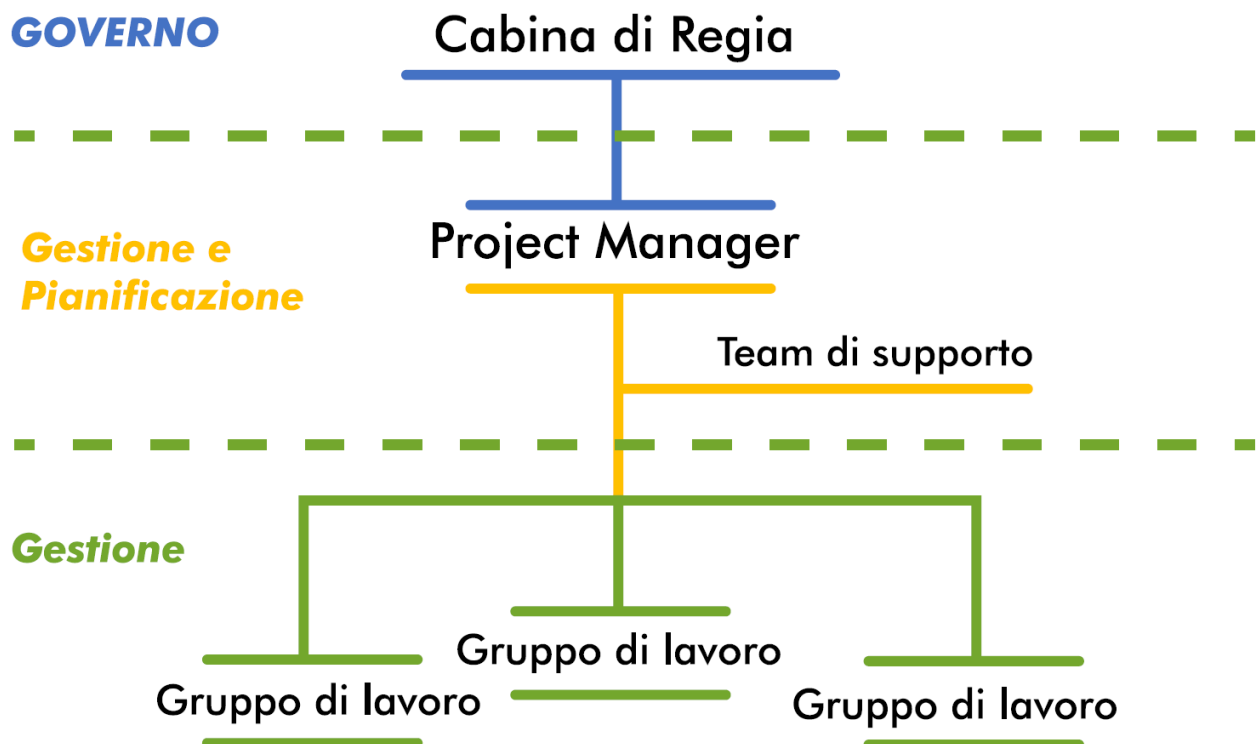 GOVERNO
Cabina di Regia
Gestione e
Pianificazione
Project Manager
Team di supporto
Gestione
Gruppo di lavoro
Gruppo di lavoro
Gruppo di lavoro